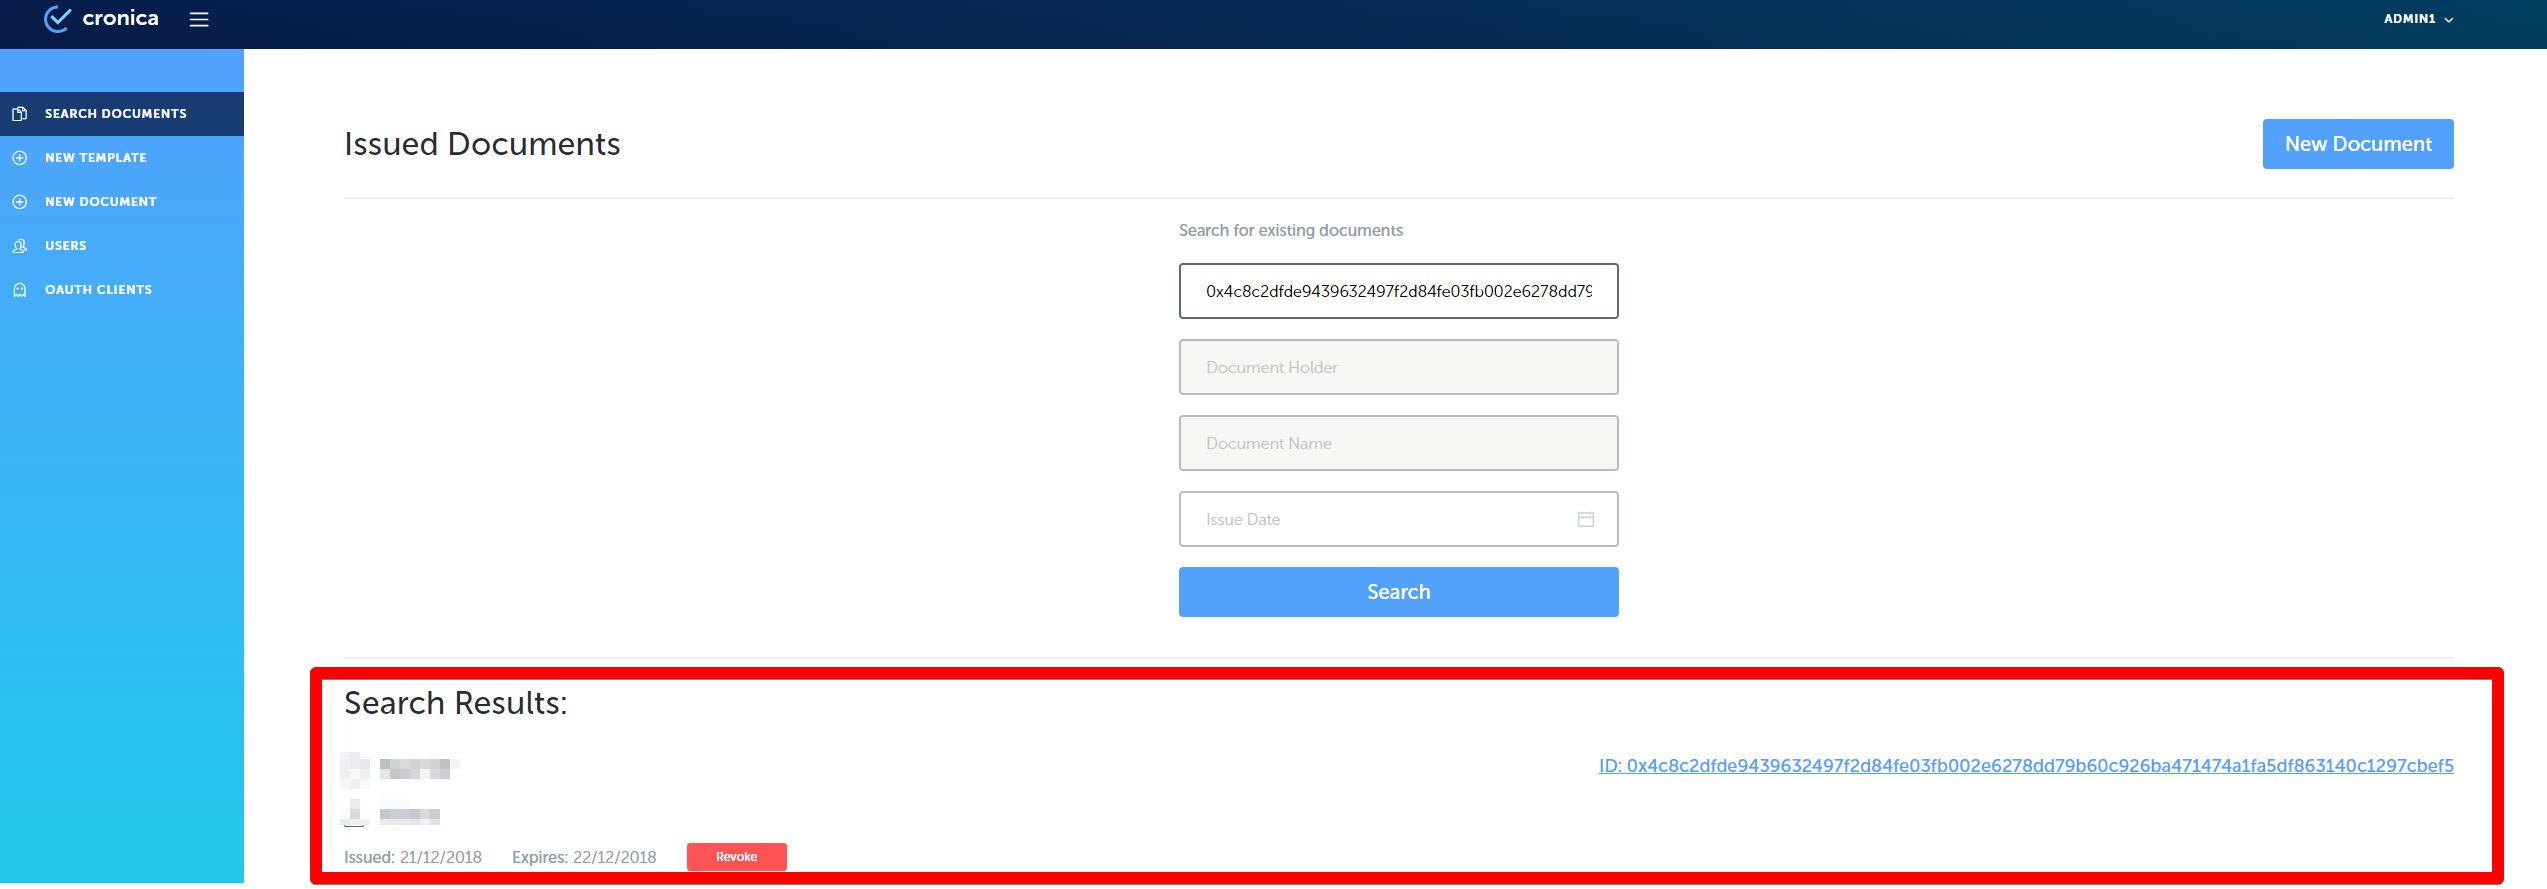 cronica
ADMIN1
SEARCH DOCUMENTS
NEW TEMPLATE
NEW DOCUMENT
USERS
OAUTH CLIENTS
Issued Documents
New Document
Search for existing documents
0x4c8c2dfde9439632497f2d84fe03fb002e6278dd79
Document Holder
Document Name
Issue Date
Search
Search Results:
ID: 0x4c8c2dfde9439632497f2d84fe03fb002e6278dd79b60c926ba471474a1fa5df863140c1297cbef5
Issued: 21/12/2018 Expires: 22/12/2018 Revoke